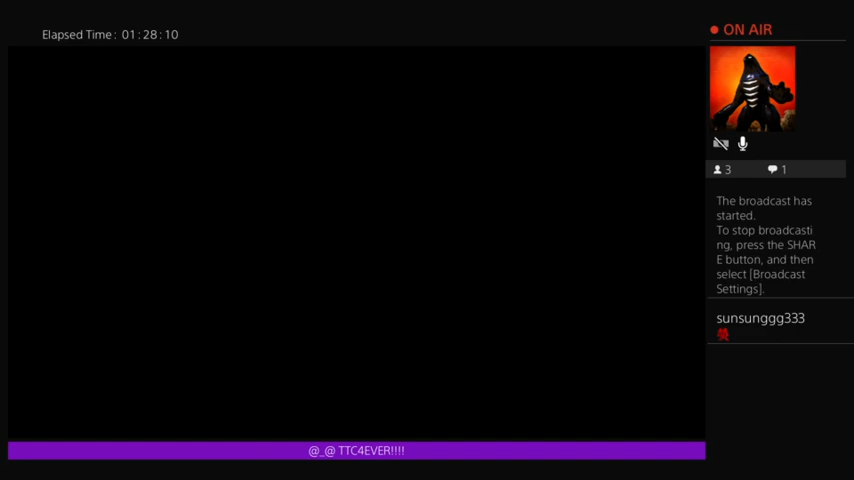 Elapsed Time: 01:28:10
ON AIR
3
1
The broadcast has
started.
To stop broadcasti
ng, press the SHAR
E button, and then
select [Broadcast
Settings].
sunsunggg333
@_@ TTC4EVER!!!!